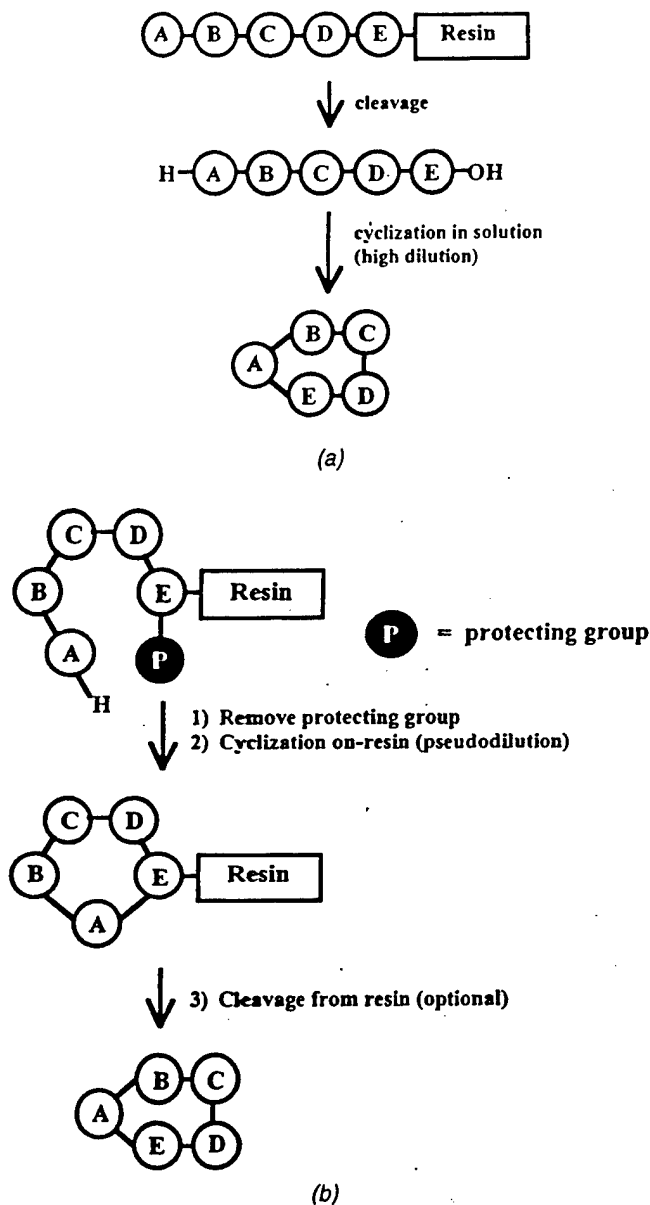 A B C D E Resin
cleavage
H A B C D E OH
cyclization in solution
(high dilution)
B C
A
E D
(a)
C D
B E Resin
A P P = protecting group
H
1) Remove protecting group
2) Cyclization on-resin (pseudodilution)
C D
B E Resin
A
3) Cleavage from resin (optional)
B C
A
E D
(b)